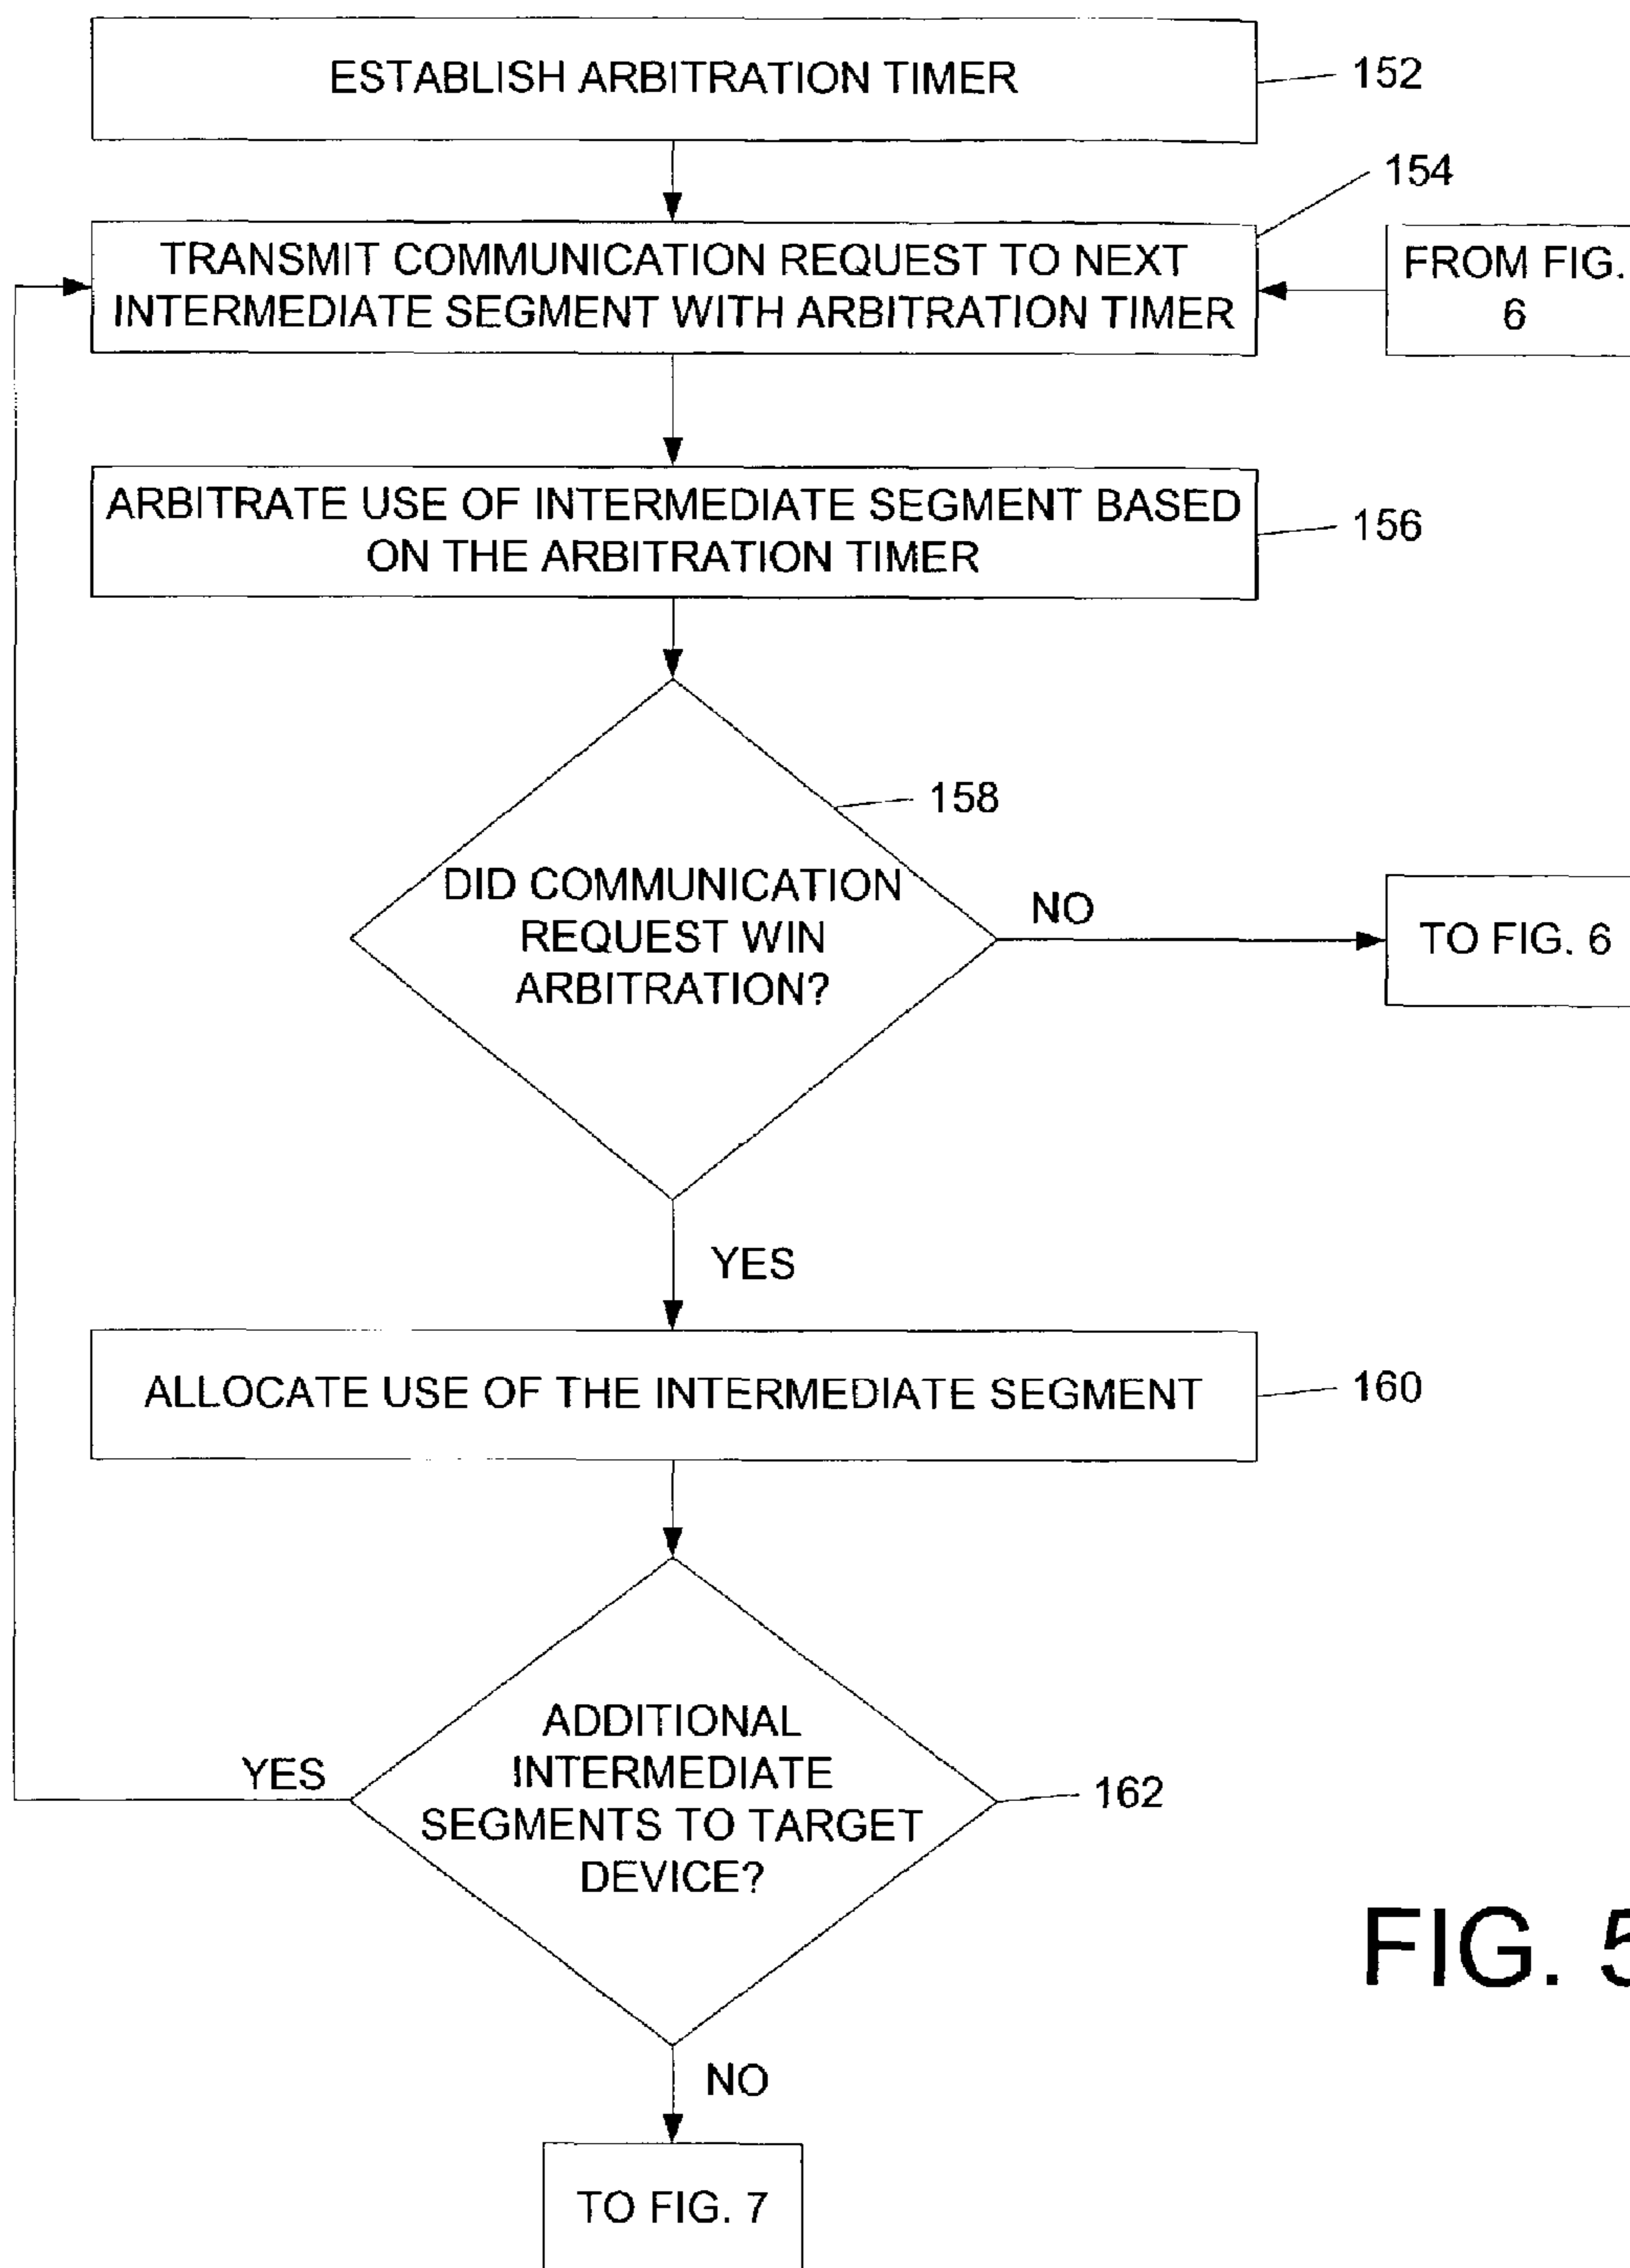 ESTABLISH ARBITRATION TIMER
152
154
TRANSMIT COMMUNICATION REQUEST TO NEXT
INTERMEDIATE SEGMENT WITH ARBITRATION TIMER
FROM FIG.
6
ARBITRATE USE OF INTERMEDIATE SEGMENT BASED
ON THE ARBITRATION TIMER
156
158
DID COMMUNICATION
REQUEST WIN
ARBITRATION?
NO
TO FIG. 6
YES
ALLOCATE USE OF THE INTERMEDIATE SEGMENT
160
ADDITIONAL
INTERMEDIATE
SEGMENTS TO TARGET
DEVICE?
YES
162
NO
TO FIG. 7
FIG. 5